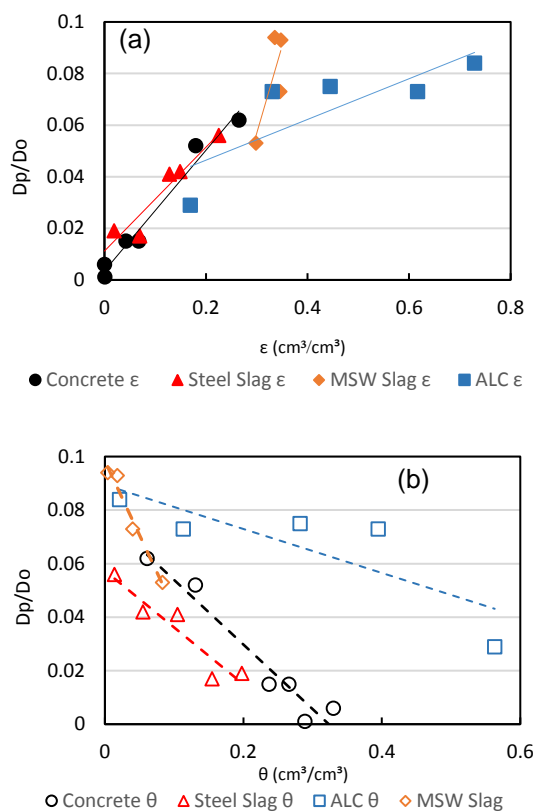 (a)
0.1
0.08
0.06
0.04
0.02
0
Dp/Do
0 0.2 0.4 0.6 0.8
ε (cm³/cm³)
Concrete ε Steel Slag ε MSW Slag ε ALC ε
(b)
0.1
0.08
0.06
0.04
0.02
0
Dp/Do
0 0.2 0.4 0.6
θ (cm³/cm³)
Concrete θ Steel Slag θ ALC θ MSW Slag